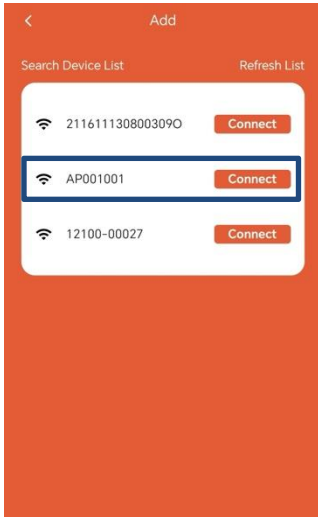 Add
Search Device List Refresh List
211611130800309O Connect
AP001001 Connect
12100-00027 Connect